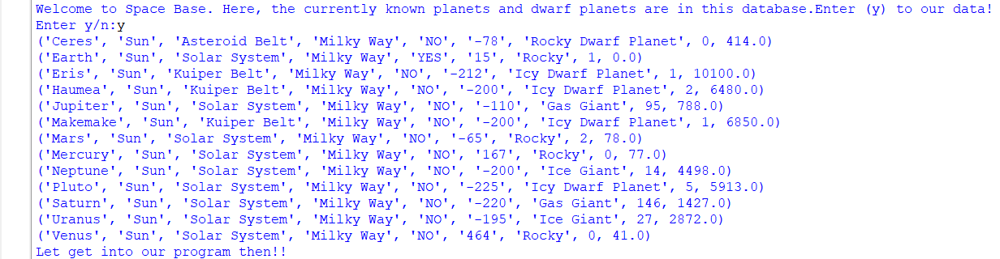 Welcome to Space Base. Here, the currently known planets and dwarf planets are in this database.Enter (y) to our data!
Enter y/n:y
('Ceres', 'Sun', 'Asteroid Belt', 'Milky Way', 'NO', '-78', 'Rocky Dwarf Planet', 0, 414.0)
('Earth', 'Sun', 'Solar System', 'Milky Way', 'YES', '15', 'Rocky', 1, 0.0)
('Eris', 'Sun', 'Kuiper Belt', 'Milky Way', 'NO', '-212', 'Icy Dwarf Planet', 1, 10100.0)
('Haumea', 'Sun', 'Kuiper Belt', 'Milky Way', 'NO', '-200', 'Icy Dwarf Planet', 2, 6480.0)
('Jupiter', 'Sun', 'Solar System', 'Milky Way', 'NO', '-110', 'Gas Giant', 95, 788.0)
('Makemake', 'Sun', 'Kuiper Belt', 'Milky Way', 'NO', '-200', 'Icy Dwarf Planet', 1, 6850.0)
('Mars', 'Sun', 'Solar System', 'Milky Way', 'NO', '-65', 'Rocky', 2, 78.0)
('Mercury', 'Sun', 'Solar System', 'Milky Way', 'NO', '167', 'Rocky', 0, 77.0)
('Neptune', 'Sun', 'Solar System', 'Milky Way', 'NO', '-200', 'Ice Giant', 14, 4498.0)
('Pluto', 'Sun', 'Solar System', 'Milky Way', 'NO', '-225', 'Icy Dwarf Planet', 5, 5913.0)
('Saturn', 'Sun', 'Solar System', 'Milky Way', 'NO', '-220', 'Gas Giant', 146, 1427.0)
('Uranus', 'Sun', 'Solar System', 'Milky Way', 'NO', '-195', 'Ice Giant', 27, 2872.0)
('Venus', 'Sun', 'Solar System', 'Milky Way', 'NO', '464', 'Rocky', 0, 41.0)
Let get into our program then!!